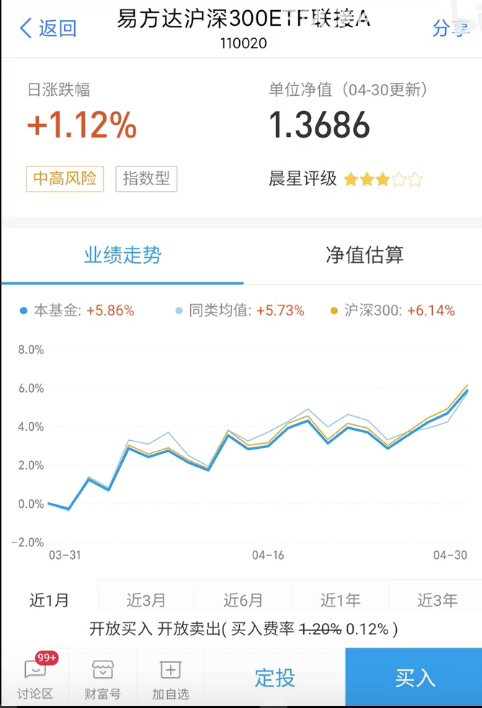 返回
易方达沪深300ETF联接A
分享
110020
日涨跌幅
单位净值（04-30更新）
+1.12%
1.3686
中高风险 指数型
晨星评级
业绩走势 净值估算
本基金: +5.86% 同类均值: +5.73% 沪深300: +6.14%
8.0%
6.0%
4.0%
2.0%
0.0%
-2.0%
03-31 04-16 04-30
近1月 近3月 近6月 近1年 近3年
开放买入 开放卖出( 买入费率 1.20% 0.12% )
99+
讨论区 财富号 加自选 定投 买入